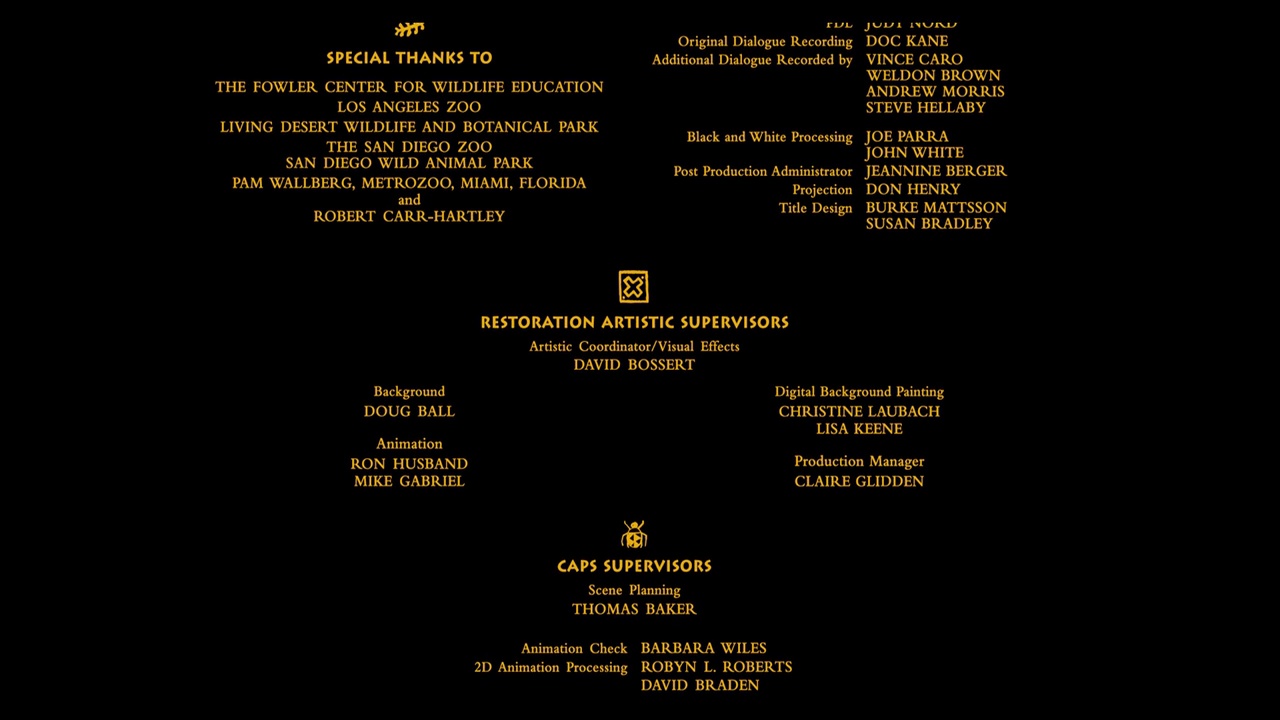 SPECIAL THANKS TO
THE FOWLER CENTER FOR WILDLIFE EDUCATION
LOS ANGELES ZOO
LIVING DESERT WILDLIFE AND BOTANICAL PARK
THE SAN DIEGO ZOO
SAN DIEGO WILD ANIMAL PARK
PAM WALLBERG, METROZOO, MIAMI, FLORIDA
and
ROBERT CARR-HARTLEY
PDL JUDY NORD
Original Dialogue Recording DOC KANE
Additional Dialogue Recorded by VINCE CARO
WELDON BROWN
ANDREW MORRIS
STEVE HELLABY
Black and White Processing JOE PARRA
JOHN WHITE
Post Production Administrator JEANNINE BERGER
Projection DON HENRY
Title Design BURKE MATTSSON
SUSAN BRADLEY
RESTORATION ARTISTIC SUPERVISORS
Artistic Coordinator/Visual Effects
DAVID BOSSERT
Background
DOUG BALL
Animation
RON HUSBAND
MIKE GABRIEL
Digital Background Painting
CHRISTINE LAUBACH
LISA KEENE
Production Manager
CLAIRE GLIDDEN
CAPS SUPERVISORS
Scene Planning
THOMAS BAKER
Animation Check BARBARA WILES
2D Animation Processing ROBYN L. ROBERTS
DAVID BRADEN